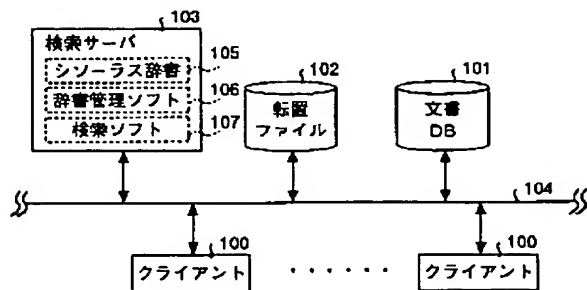 103
検索サーバ
シソーラス辞書
105
辞書管理ソフト
106
検索ソフト
107
102
転置
ファイル
101
文書
DB
104
100
クライアント
・・・・・・
100
クライアント